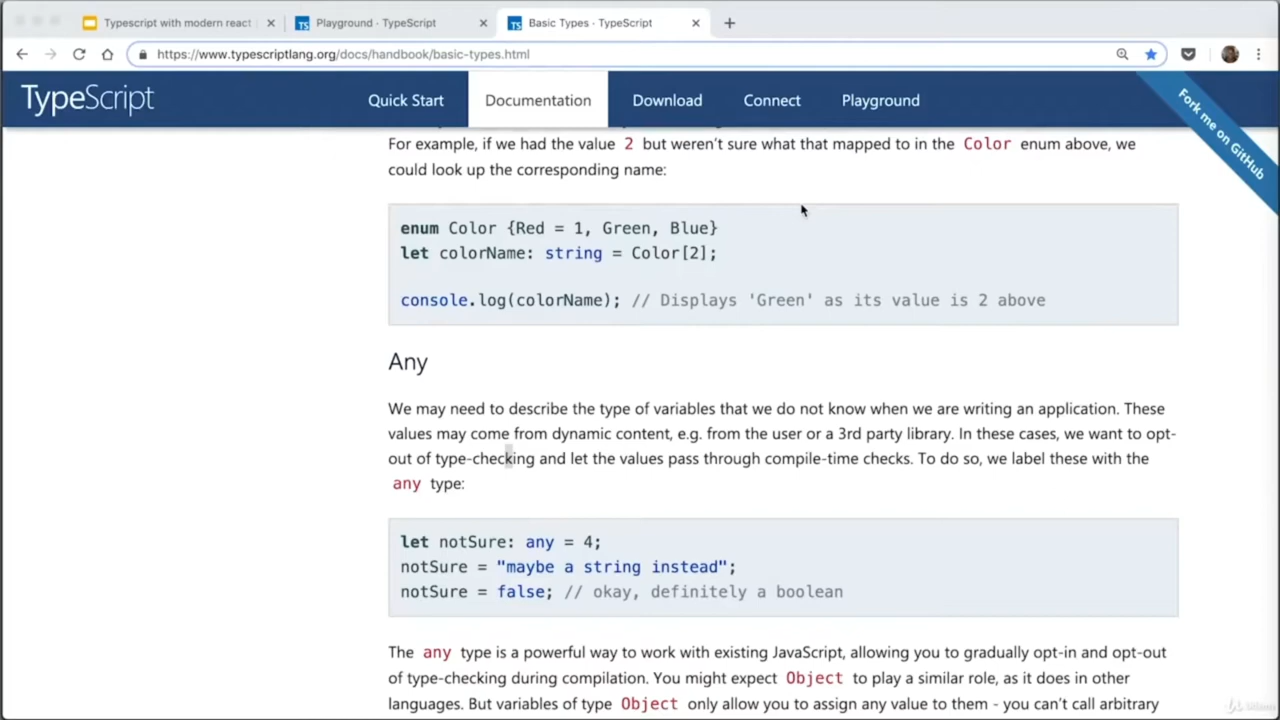 Typescript with modern react
Playground - TypeScript
Basic Types · TypeScript
https://www.typescriptlang.org/docs/handbook/basic-types.html
TypeScript
Quick Start
Documentation
Download
Connect
Playground
Fork me on GitHub
For example, if we had the value 2 but weren't sure what that mapped to in the Color enum above, we
could look up the corresponding name:
enum Color {Red = 1, Green, Blue}
let colorName: string = Color[2];
console.log(colorName); // Displays 'Green' as its value is 2 above
Any
We may need to describe the type of variables that we do not know when we are writing an application. These
values may come from dynamic content, e.g. from the user or a 3rd party library. In these cases, we want to opt-
out of type-checking and let the values pass through compile-time checks. To do so, we label these with the
any type:
let notSure: any = 4;
notSure = "maybe a string instead";
notSure = false; // okay, definitely a boolean
The any type is a powerful way to work with existing JavaScript, allowing you to gradually opt-in and opt-out
of type-checking during compilation. You might expect Object to play a similar role, as it does in other
languages. But variables of type Object only allow you to assign any value to them - you can't call arbitrary